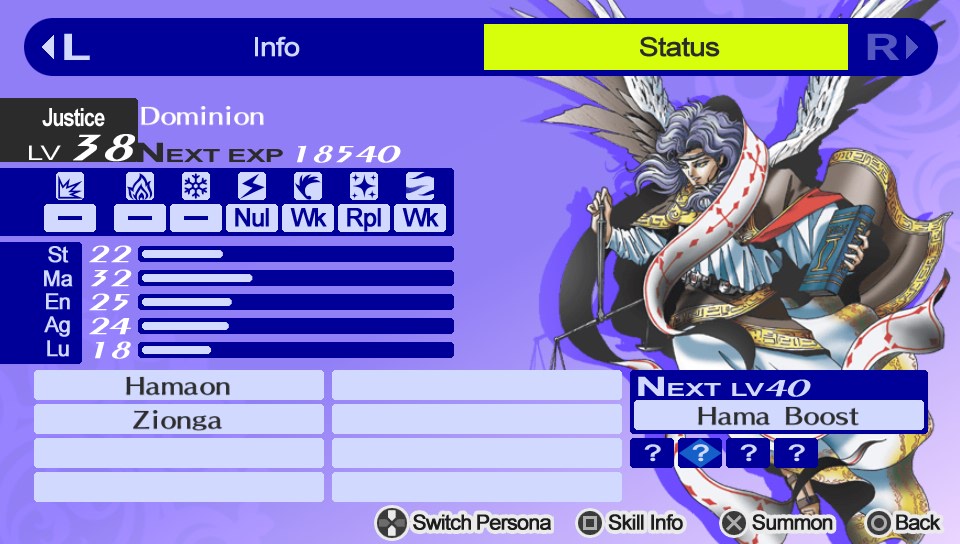 L Info Status R
Justice Dominion
LV 38 NEXT EXP 18540
– – – Nul Wk Rpl Wk
St 22
Ma 32
En 25
Ag 24
Lu 18
Hamaon
Zionga
NEXT LV40
Hama Boost
? ? ? ?
Switch Persona Skill Info Summon Back